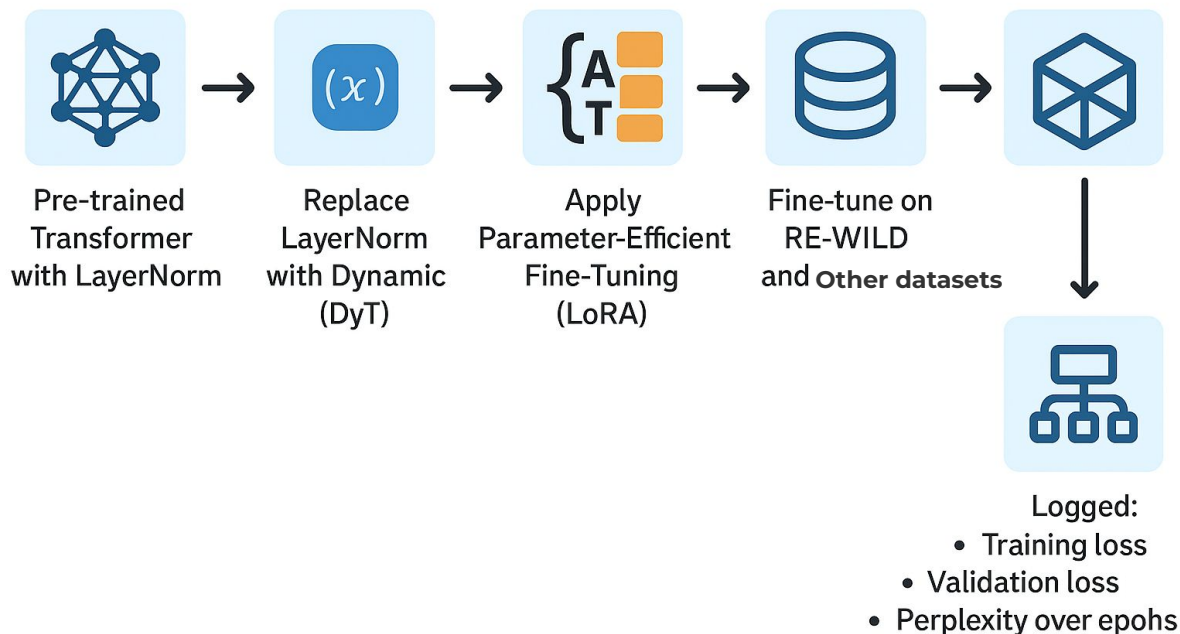 (x)
{A
T
Pre-trained
Transformer
with LayerNorm
Replace
LayerNorm
with Dynamic
(DyT)
Apply
Parameter-Efficient
Fine-Tuning
(LoRA)
Fine-tune on
RE-WILD
and Other datasets
Logged:
• Training loss
• Validation loss
• Perplexity over epohs